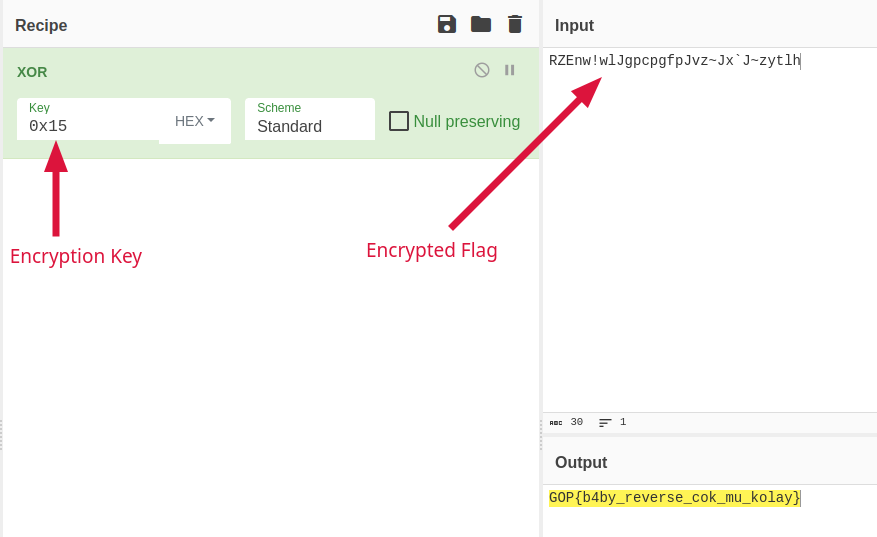 Recipe
XOR
Key
0x15
HEX
Scheme
Standard
Null preserving
Encryption Key
Encrypted Flag
Input
RZEnw!wlJgpcpgfpJvz~Jx`J~zytlh
ABC 30 1
Output
GOP{b4by_reverse_cok_mu_kolay}